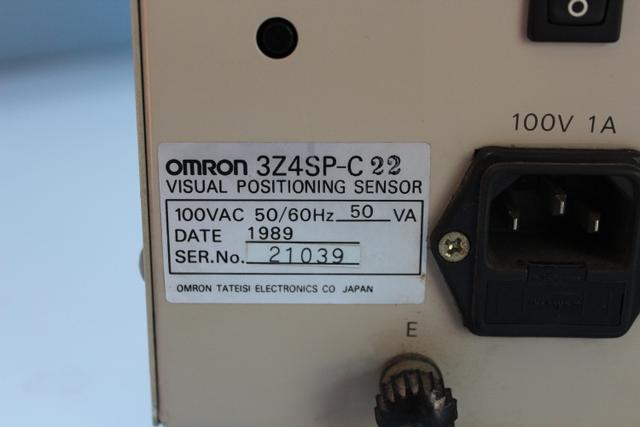 O
100V 1A
OMRON 3Z4SP-C22
VISUAL POSITIONING SENSOR
100VAC 50/60Hz 50 VA
DATE 1989
SER.No. 21039
OMRON TATEISI ELECTRONICS CO JAPAN
E